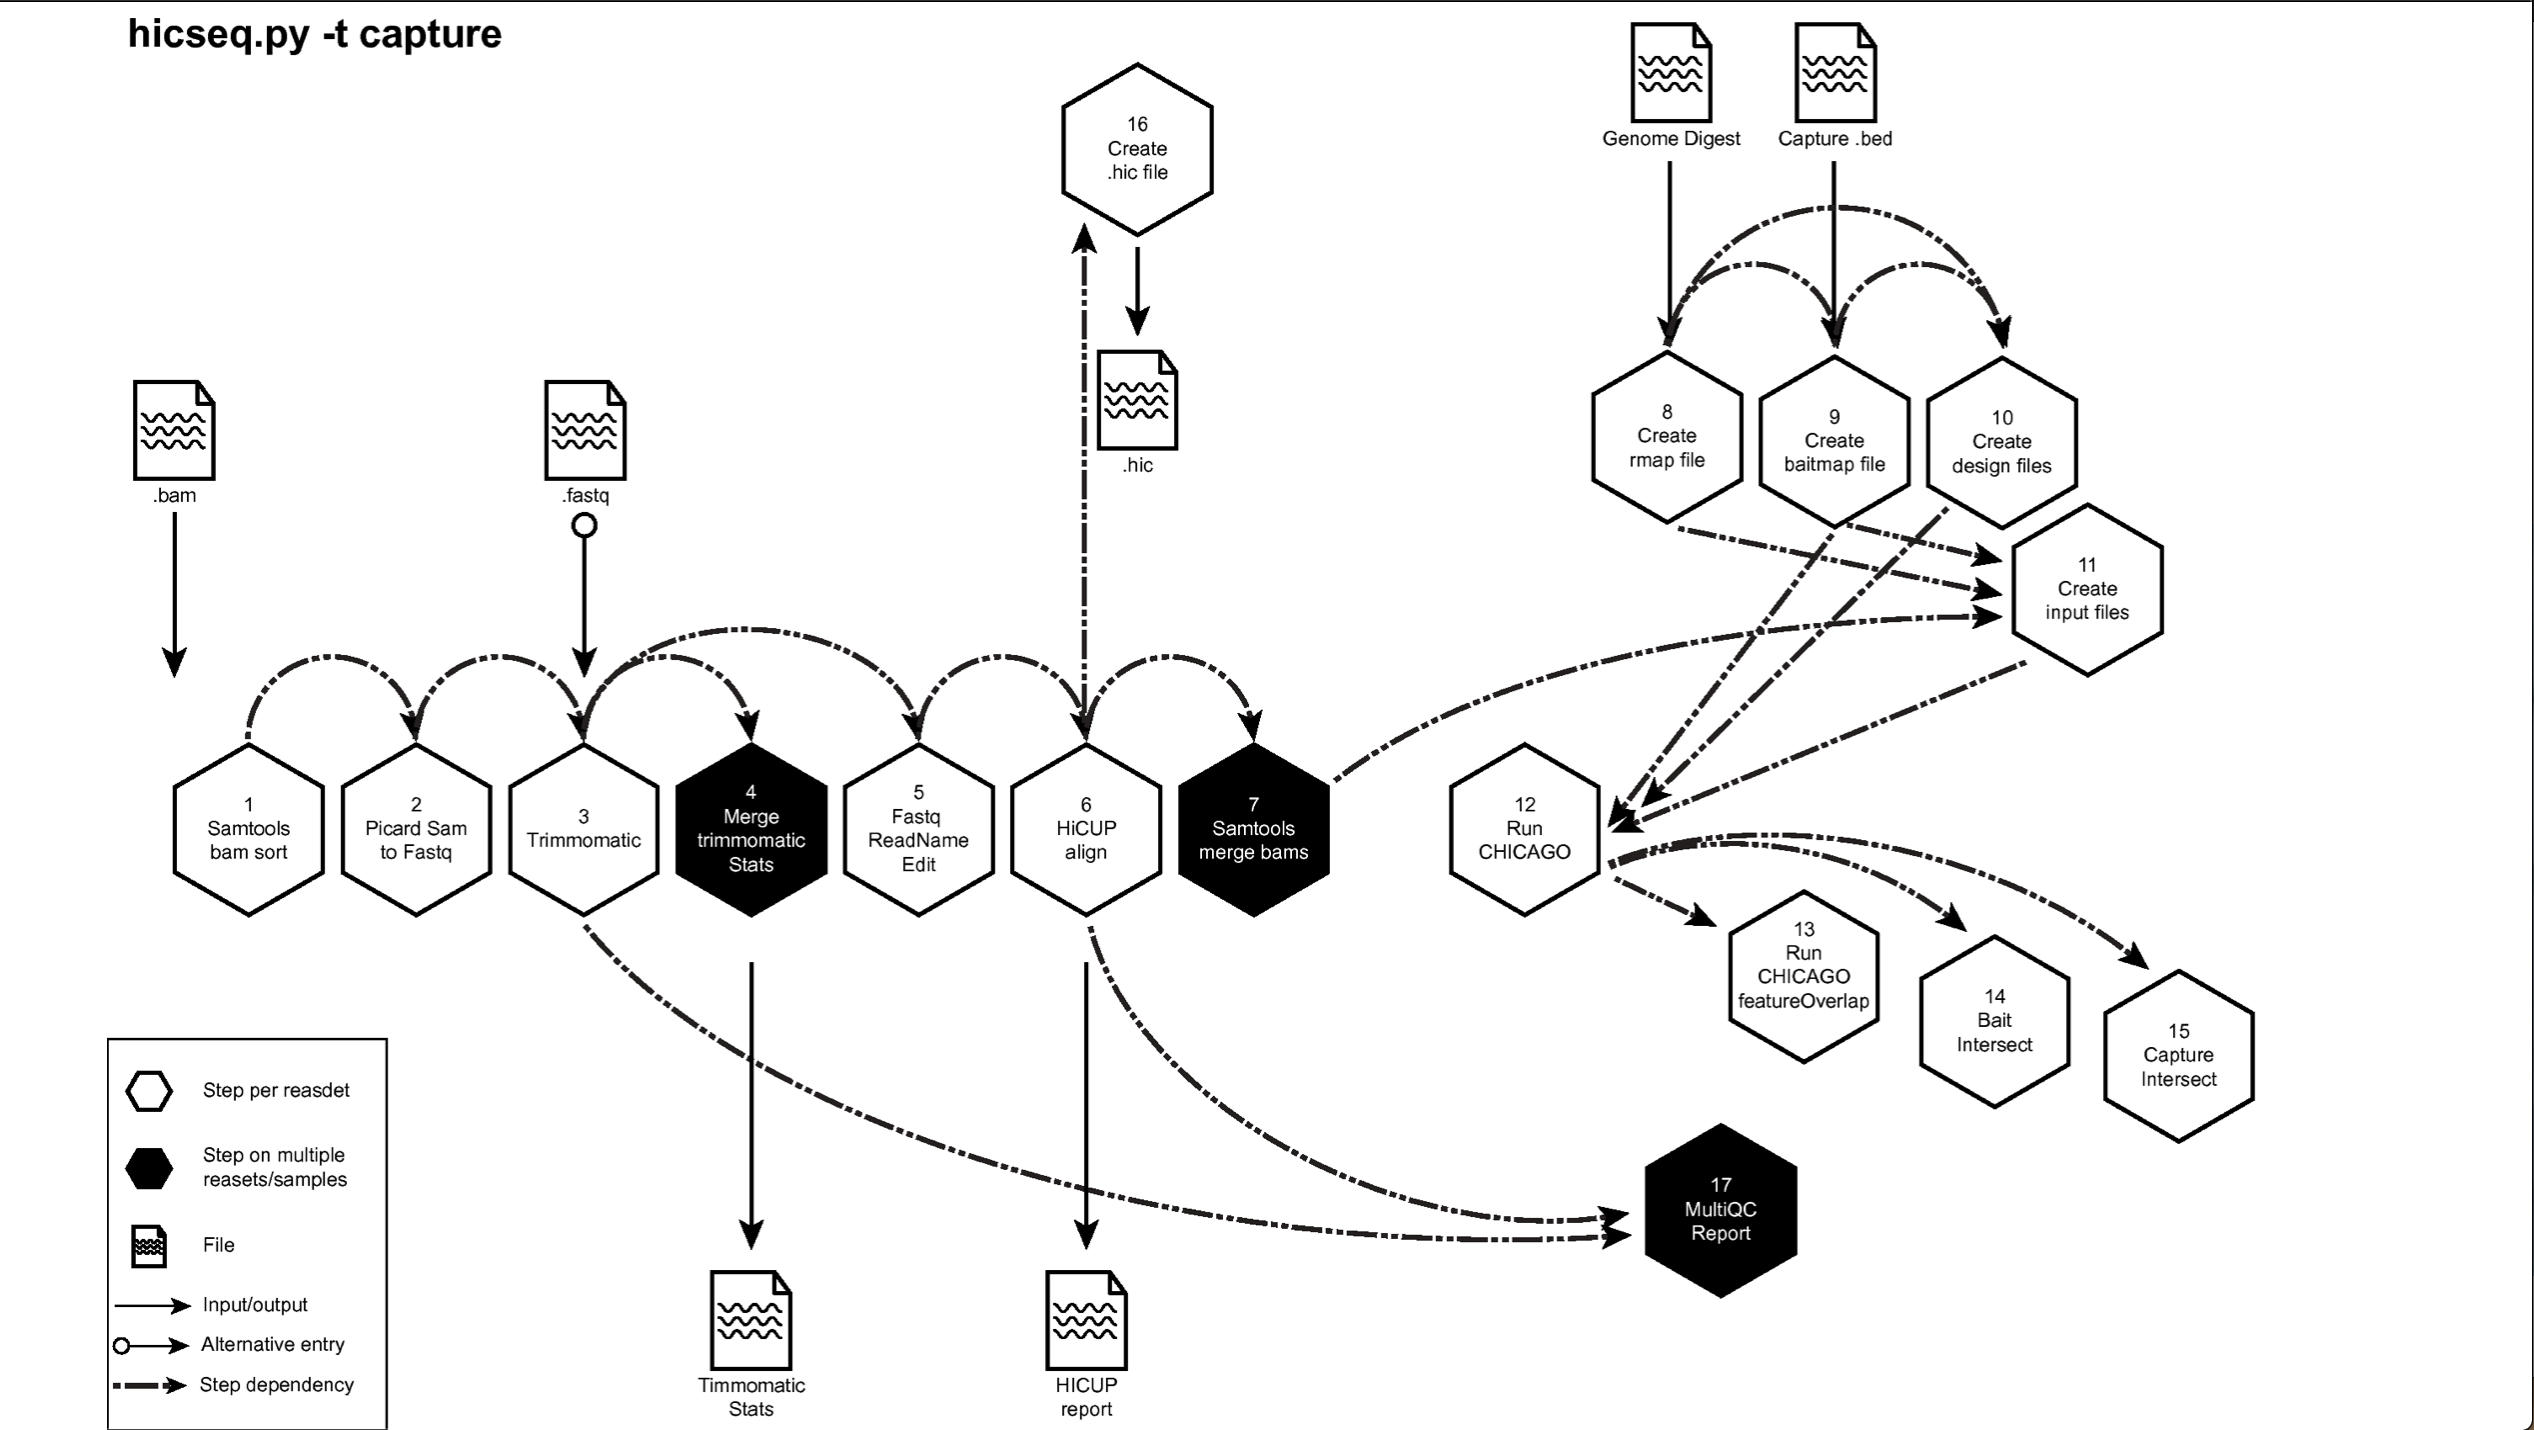 hicseq.py -t capture
Genome Digest
Capture .bed
16
Create
.hic file
.hic
.bam
.fastq
8
Create
rmap file
9
Create
baitmap file
10
Create
design files
11
Create
input files
1
Samtools
bam sort
2
Picard Sam
to Fastq
3
Trimmomatic
4
Merge
trimmomatic
Stats
5
Fastq
ReadName
Edit
6
HiCUP
align
7
Samtools
merge bams
12
Run
CHICAGO
13
Run
CHICAGO
featureOverlap
14
Bait
Intersect
15
Capture
Intersect
17
MultiQC
Report
Step per reasdet
Step on multiple
reasets/samples
File
Input/output
Alternative entry
Step dependency
Timmomatic
Stats
HICUP
report